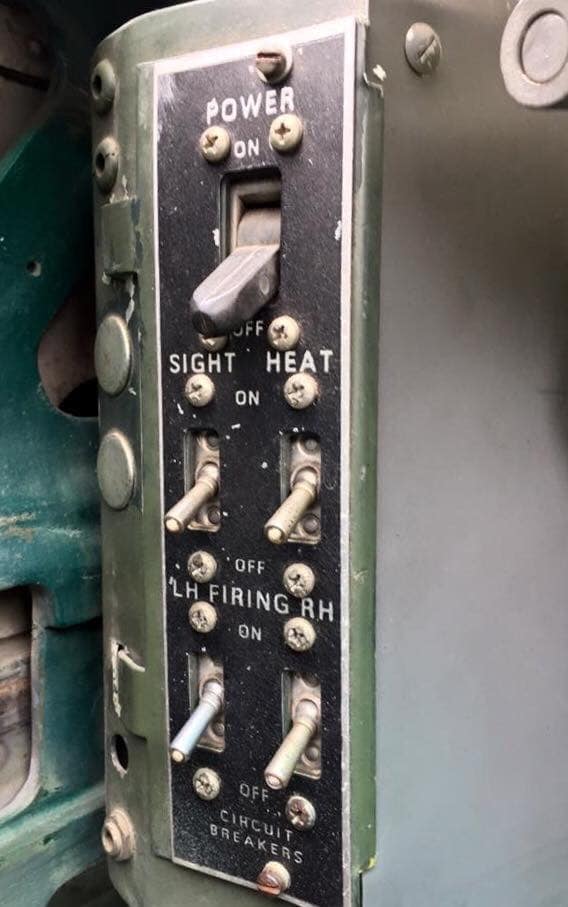 POWER
ON
OFF
SIGHT HEAT
ON
OFF
LH FIRING RH
ON
OFF
CIRCUIT
BREAKERS